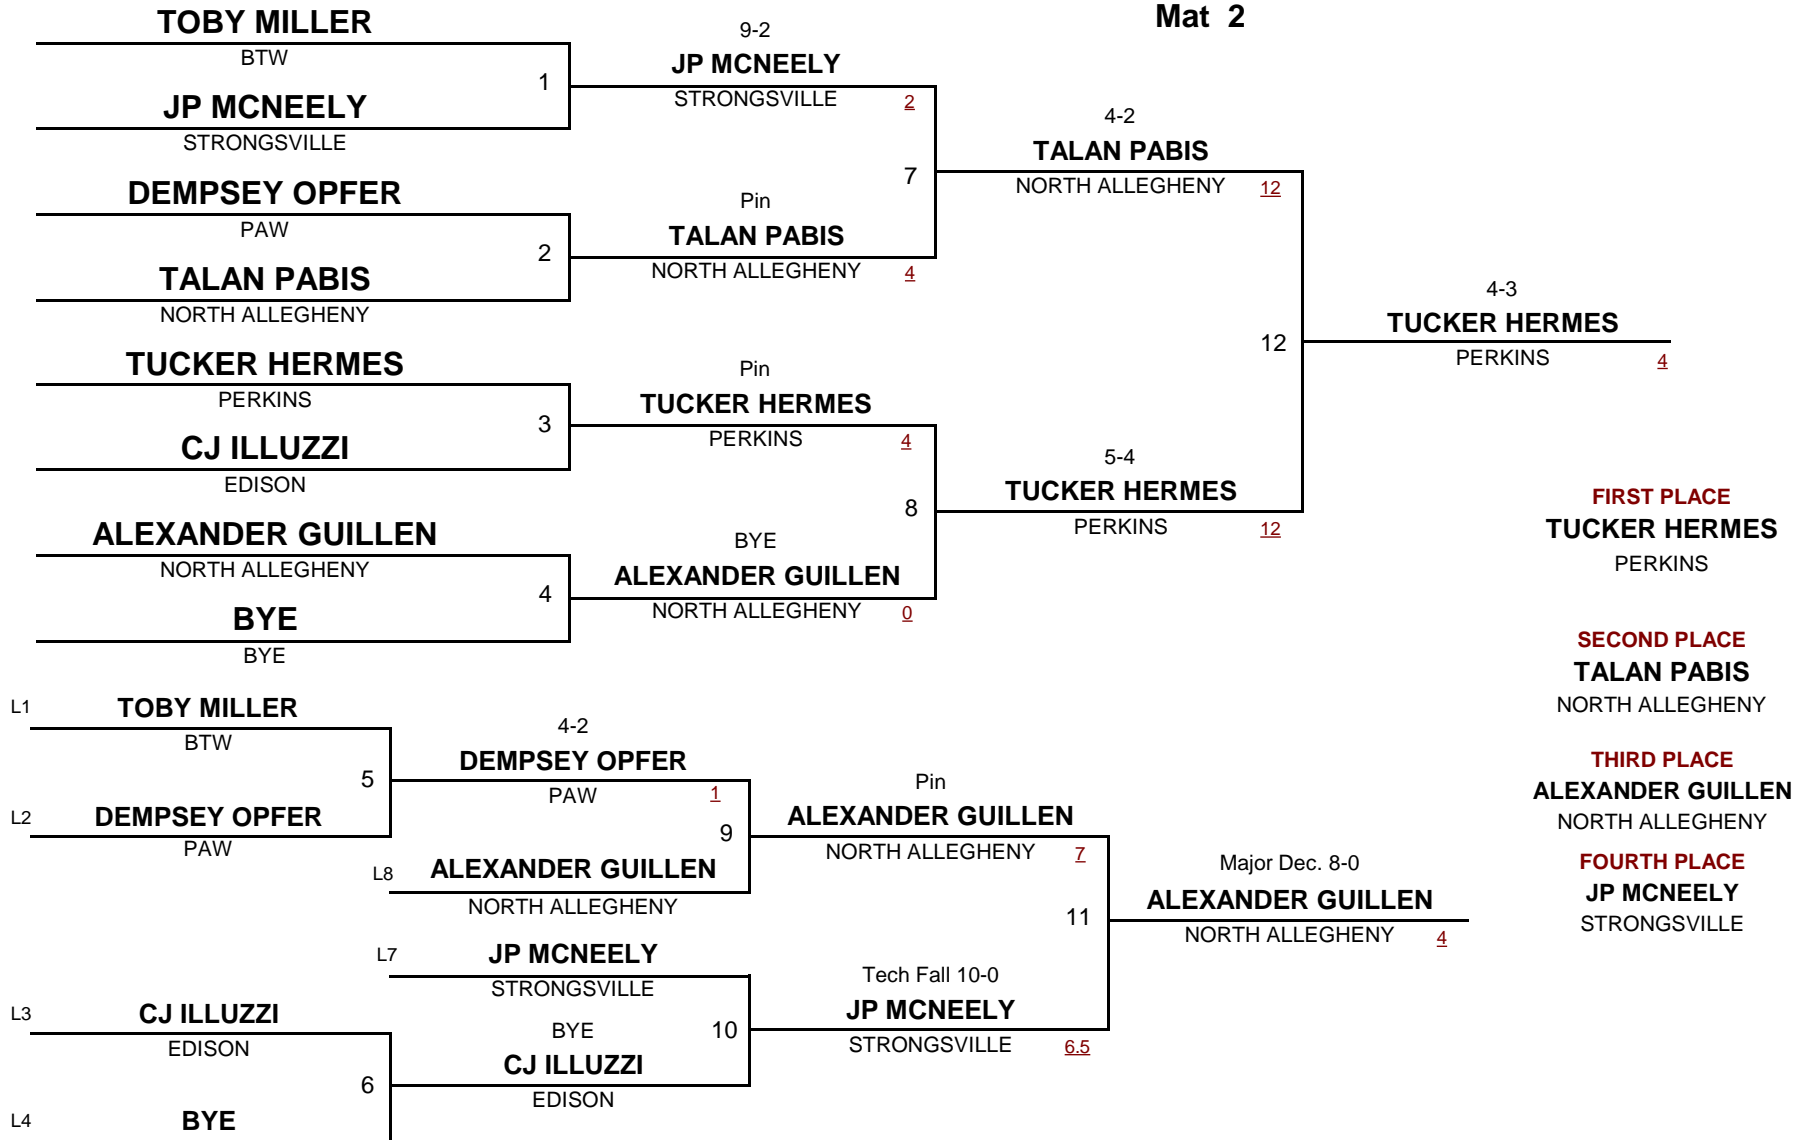 Mat 2
TOBY MILLER
BTW
1
JP MCNEELY
STRONGSVILLE
DEMPSEY OPFER
PAW
2
TALAN PABIS
NORTH ALLEGHENY
TUCKER HERMES
PERKINS
3
CJ ILLUZZI
EDISON
ALEXANDER GUILLEN
NORTH ALLEGHENY
4
BYE
BYE
9-2
JP MCNEELY
STRONGSVILLE 2
7
Pin
TALAN PABIS
NORTH ALLEGHENY 4
Pin
TUCKER HERMES
PERKINS 4
8
BYE
ALEXANDER GUILLEN
NORTH ALLEGHENY 0
4-2
TALAN PABIS
NORTH ALLEGHENY 12
12
5-4
TUCKER HERMES
PERKINS 12
4-3
TUCKER HERMES
PERKINS 4
FIRST PLACE
TUCKER HERMES
PERKINS
SECOND PLACE
TALAN PABIS
NORTH ALLEGHENY
THIRD PLACE
ALEXANDER GUILLEN
NORTH ALLEGHENY
FOURTH PLACE
JP MCNEELY
STRONGSVILLE
L1 TOBY MILLER
BTW
5
L2 DEMPSEY OPFER
PAW
L3 CJ ILLUZZI
EDISON
6
L4 BYE
4-2
DEMPSEY OPFER
PAW 1
9
L8 ALEXANDER GUILLEN
NORTH ALLEGHENY
L7 JP MCNEELY
STRONGSVILLE
10
BYE
CJ ILLUZZI
EDISON
Pin
ALEXANDER GUILLEN
NORTH ALLEGHENY 7
11
Tech Fall 10-0
JP MCNEELY
STRONGSVILLE 6.5
Major Dec. 8-0
ALEXANDER GUILLEN
NORTH ALLEGHENY 4